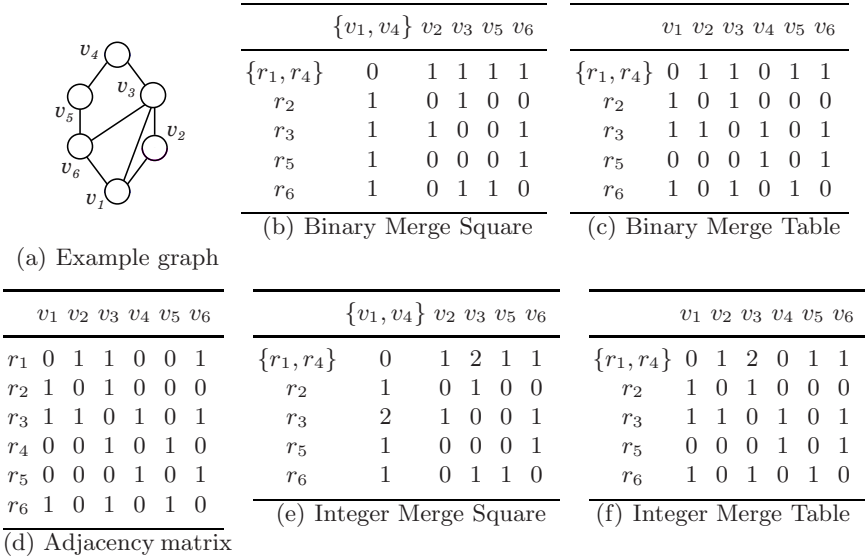 v4
v3
v5
v2
v6
v1
(a) Example graph
{v1, v4} v2 v3 v5 v6
{r1, r4} 0 1 1 1 1
r2 1 0 1 0 0
r3 1 1 0 0 1
r5 1 0 0 0 1
r6 1 0 1 1 0
(b) Binary Merge Square
v1 v2 v3 v4 v5 v6
{r1, r4} 0 1 1 0 1 1
r2 1 0 1 0 0 0
r3 1 1 0 1 0 1
r5 0 0 0 1 0 1
r6 1 0 1 0 1 0
(c) Binary Merge Table
v1 v2 v3 v4 v5 v6
r1 0 1 1 0 0 1
r2 1 0 1 0 0 0
r3 1 1 0 1 0 1
r4 0 0 1 0 1 0
r5 0 0 0 1 0 1
r6 1 0 1 0 1 0
(d) Adjacency matrix
{v1, v4} v2 v3 v5 v6
{r1, r4} 0 1 2 1 1
r2 1 0 1 0 0
r3 2 1 0 0 1
r5 1 0 0 0 1
r6 1 0 1 1 0
(e) Integer Merge Square
v1 v2 v3 v4 v5 v6
{r1, r4} 0 1 2 0 1 1
r2 1 0 1 0 0 0
r3 1 1 0 1 0 1
r5 0 0 0 1 0 1
r6 1 0 1 0 1 0
(f) Integer Merge Table